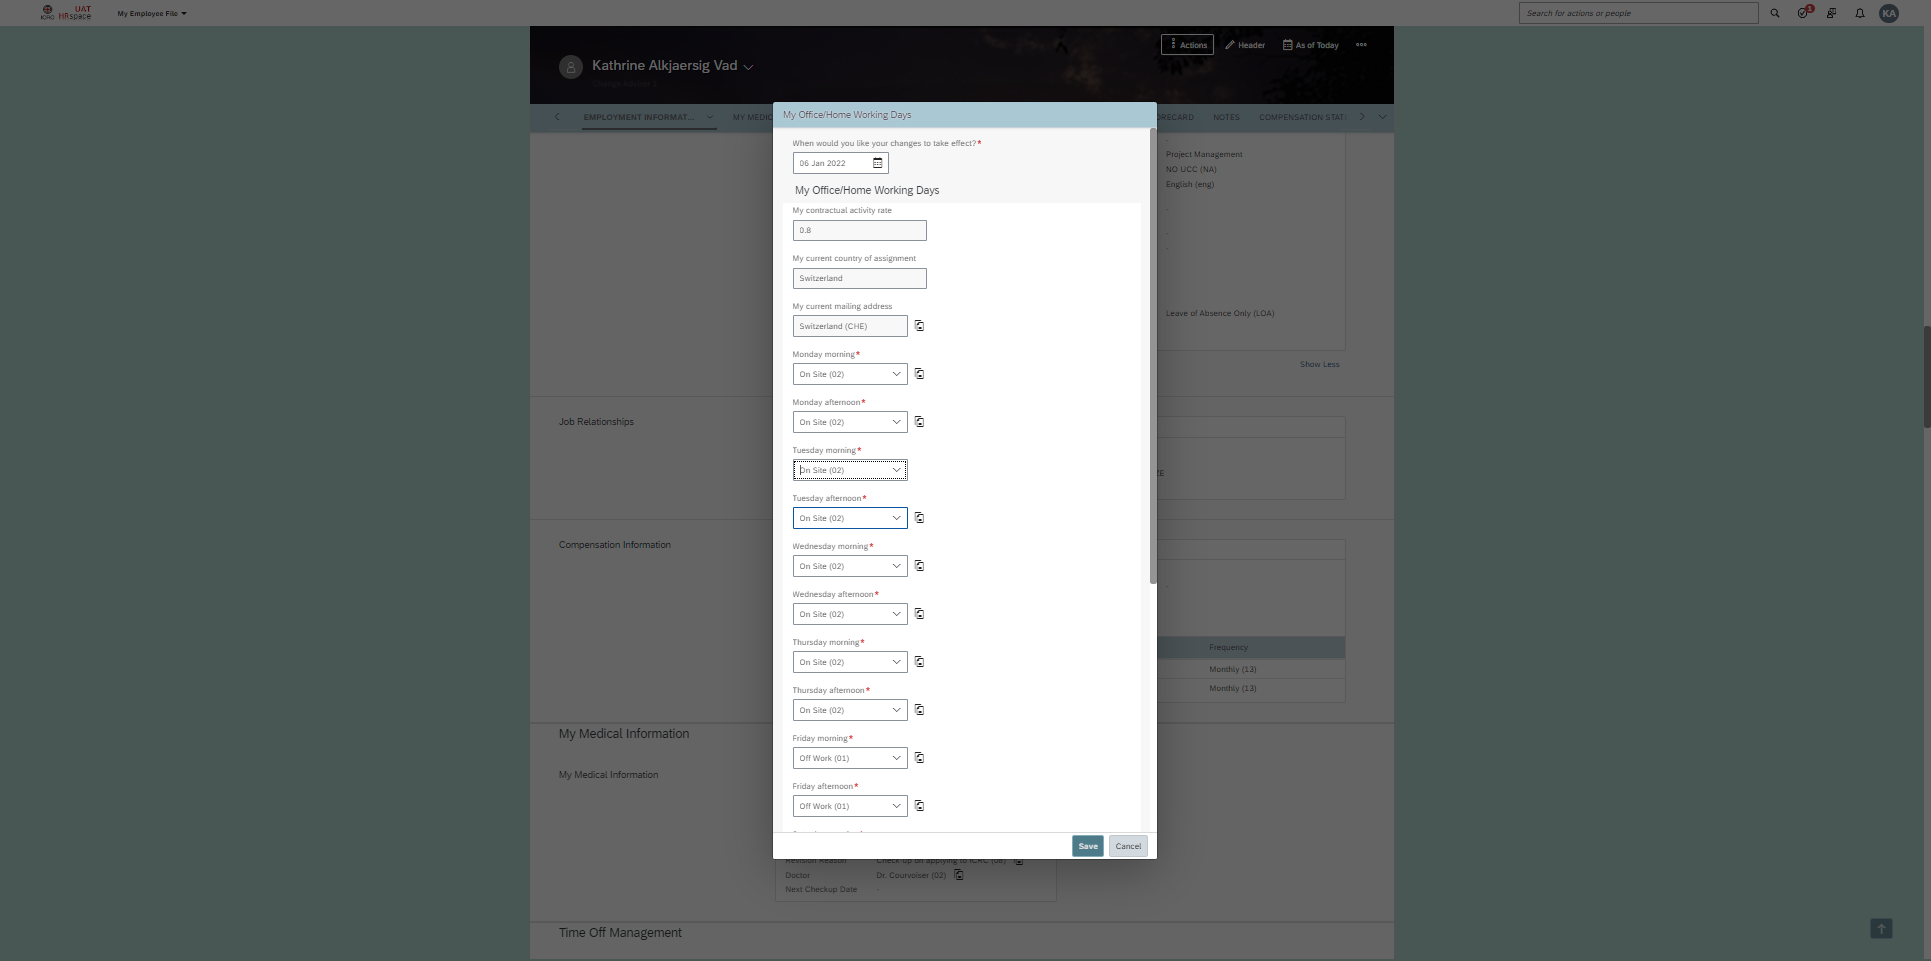 ICRC
UAT
HRspace
My Employee File
Search for actions or people
1
KA
Actions
Header
As of Today
Kathrine Alkjaersig Vad
EMPLOYMENT INFORMAT...
MY MEDIC
ORECARD
NOTES
COMPENSATION STAT
My Office/Home Working Days
When would you like your changes to take effect?*
06 Jan 2022
My Office/Home Working Days
My contractual activity rate
0.8
My current country of assignment
Switzerland
My current mailing address
Switzerland (CHE)
Monday morning*
On Site (02)
Monday afternoon*
On Site (02)
Tuesday morning*
On Site (02)
Tuesday afternoon*
On Site (02)
Wednesday morning*
On Site (02)
Wednesday afternoon*
On Site (02)
Thursday morning*
On Site (02)
Thursday afternoon*
On Site (02)
Friday morning*
Off Work (01)
Friday afternoon*
Off Work (01)
Save
Cancel
Project Management
NO UCC (NA)
English (eng)
Leave of Absence Only (LOA)
Show Less
Job Relationships
ZE
Compensation Information
Frequency
Monthly (13)
Monthly (13)
My Medical Information
My Medical Information
Revision Reason
Check up on applying to ICRC (06)
Doctor
Dr. Courvoiser (02)
Next Checkup Date
-
Time Off Management